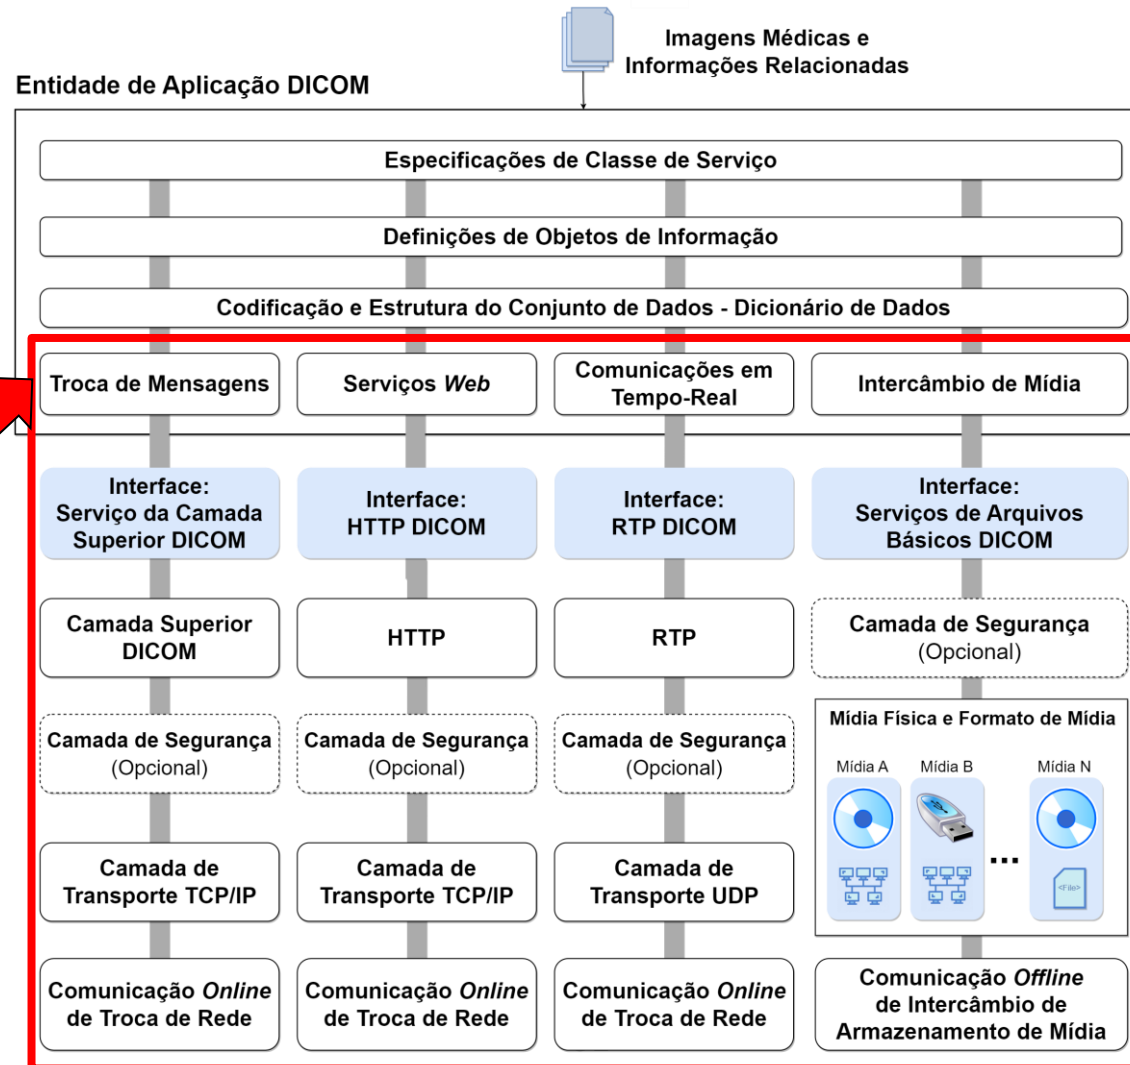 Imagens Médicas e
Informações Relacionadas
Entidade de Aplicação DICOM
Especificações de Classe de Serviço
Definições de Objetos de Informação
Codificação e Estrutura do Conjunto de Dados - Dicionário de Dados
Troca de Mensagens
Serviços Web
Comunicações em
Tempo-Real
Intercâmbio de Mídia
Interface:
Serviço da Camada
Superior DICOM
Interface:
HTTP DICOM
Interface:
RTP DICOM
Interface:
Serviços de Arquivos
Básicos DICOM
Camada Superior
DICOM
HTTP
RTP
Camada de Segurança
(Opcional)
Camada de Segurança
(Opcional)
Camada de Segurança
(Opcional)
Camada de Segurança
(Opcional)
Mídia Física e Formato de Mídia
Mídia A
Mídia B
Mídia N
...
<File>
Camada de
Transporte TCP/IP
Camada de
Transporte TCP/IP
Camada de
Transporte UDP
Comunicação Online
de Troca de Rede
Comunicação Online
de Troca de Rede
Comunicação Online
de Troca de Rede
Comunicação Offline
de Intercâmbio de
Armazenamento de Mídia